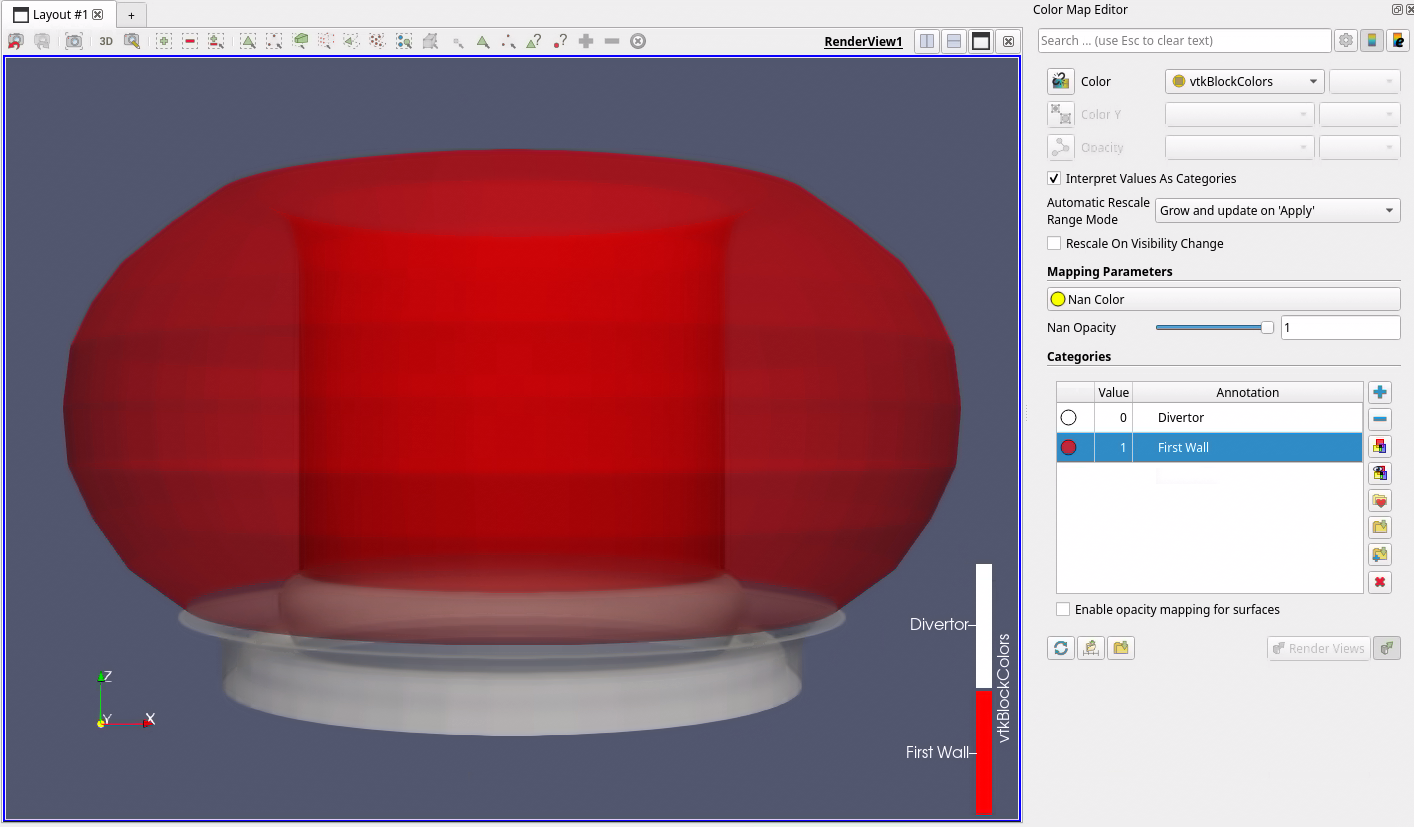 Layout #1
+
3D
RenderView1
Divertor
First Wall
vtkBlockColors
Z
Y
X
Color Map Editor
Search ... (use Esc to clear text)
Color
vtkBlockColors
Color Y
Opacity
Interpret Values As Categories
Automatic Rescale
Range Mode
Grow and update on 'Apply'
Rescale On Visibility Change
Mapping Parameters
Nan Color
Nan Opacity
1
Categories
Value Annotation
0 Divertor
1 First Wall
Enable opacity mapping for surfaces
Render Views